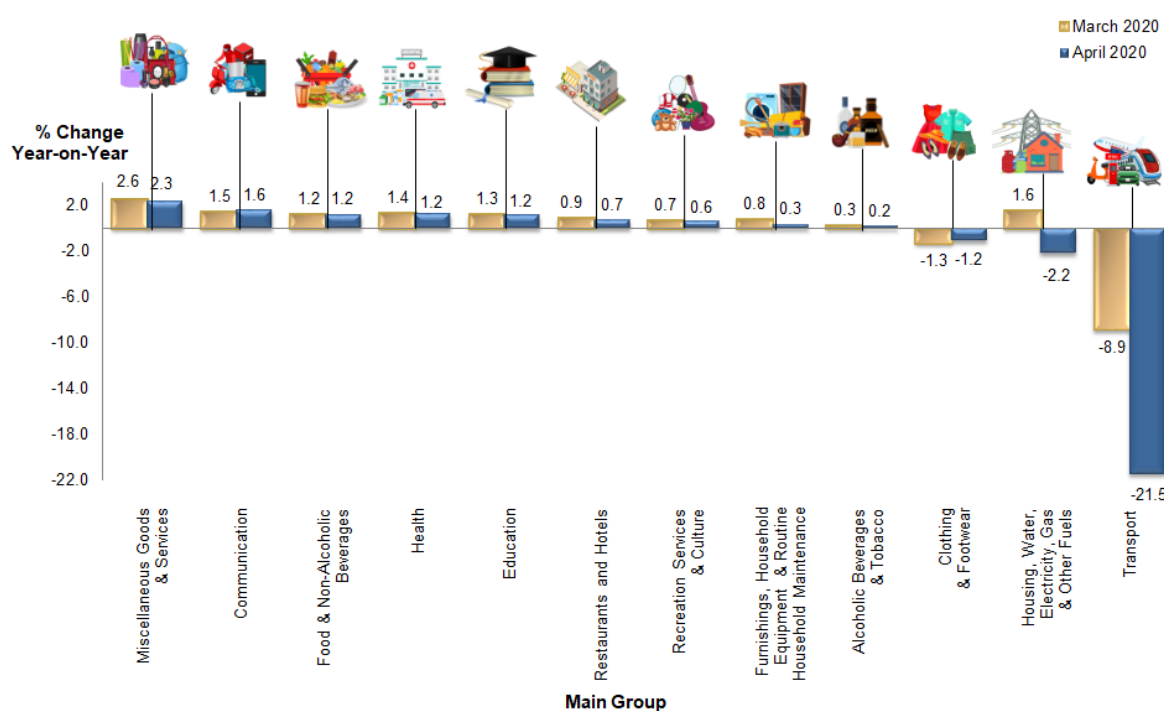 March 2020
April 2020
% Change
Year-on-Year
2.6 2.3 1.5 1.6 1.2 1.2 1.4 1.2 1.3 1.2 0.9 0.7 0.7 0.6 0.8 0.3 0.3 0.2 -1.3 -1.2 1.6 -2.2 -8.9 -21.5
2.0
-2.0
-6.0
-10.0
-14.0
-18.0
-22.0
Miscellaneous Goods
& Services
Communication
Food & Non-Alcoholic
Beverages
Health
Education
Restaurants and Hotels
Recreation Services
& Culture
Furnishings, Household
Equipment & Routine
Household Maintenance
Alcoholic Beverages
& Tobacco
Clothing
& Footwear
Housing, Water,
Electricity, Gas
& Other Fuels
Transport
Main Group